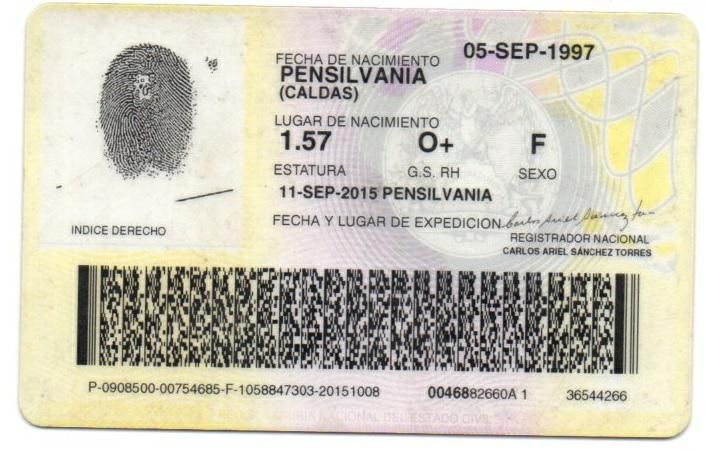 FECHA DE NACIMIENTO 05-SEP-1997
PENSILVANIA
(CALDAS)
LUGAR DE NACIMIENTO
1.57 O+ F
ESTATURA G.S. RH SEXO
11-SEP-2015 PENSILVANIA
FECHA Y LUGAR DE EXPEDICION
INDICE DERECHO
REGISTRADOR NACIONAL
CARLOS ARIEL SÁNCHEZ TORRES
P-0908500-00754685-F-1058847303-20151008 0046882660A 1 36544266
REGISTRADURIA NACIONAL DEL ESTADO CIVIL